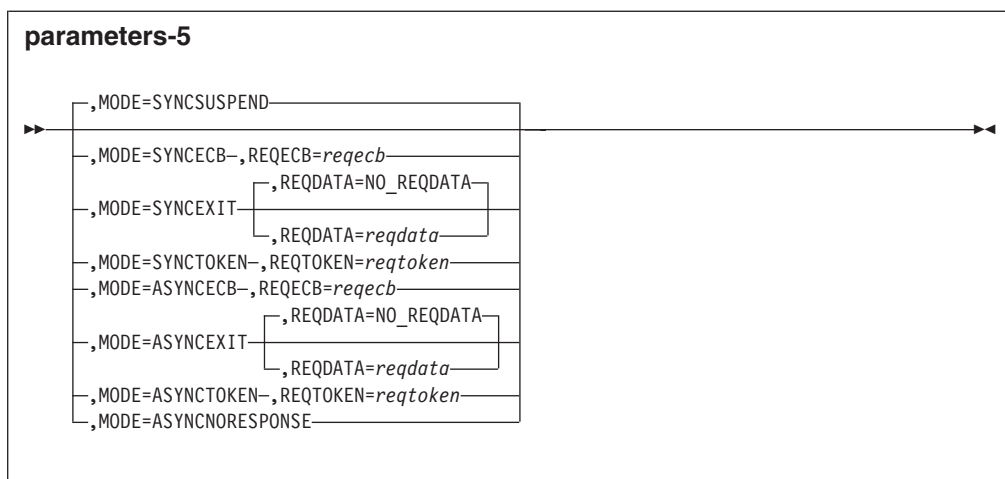 parameters-5
,MODE=SYNCSUSPEND
,MODE=SYNCECB ,REQECB=reqecb
,REQDATA=NO_REQDATA
,MODE=SYNCEXIT
,REQDATA=reqdata
,MODE=SYNCTOKEN ,REQTOKEN=reqtoken
,MODE=ASYNCECB ,REQECB=reqecb
,REQDATA=NO_REQDATA
,MODE=ASYNCEXIT
,REQDATA=reqdata
,MODE=ASYNCTOKEN ,REQTOKEN=reqtoken
,MODE=ASYNCNORESPONSE